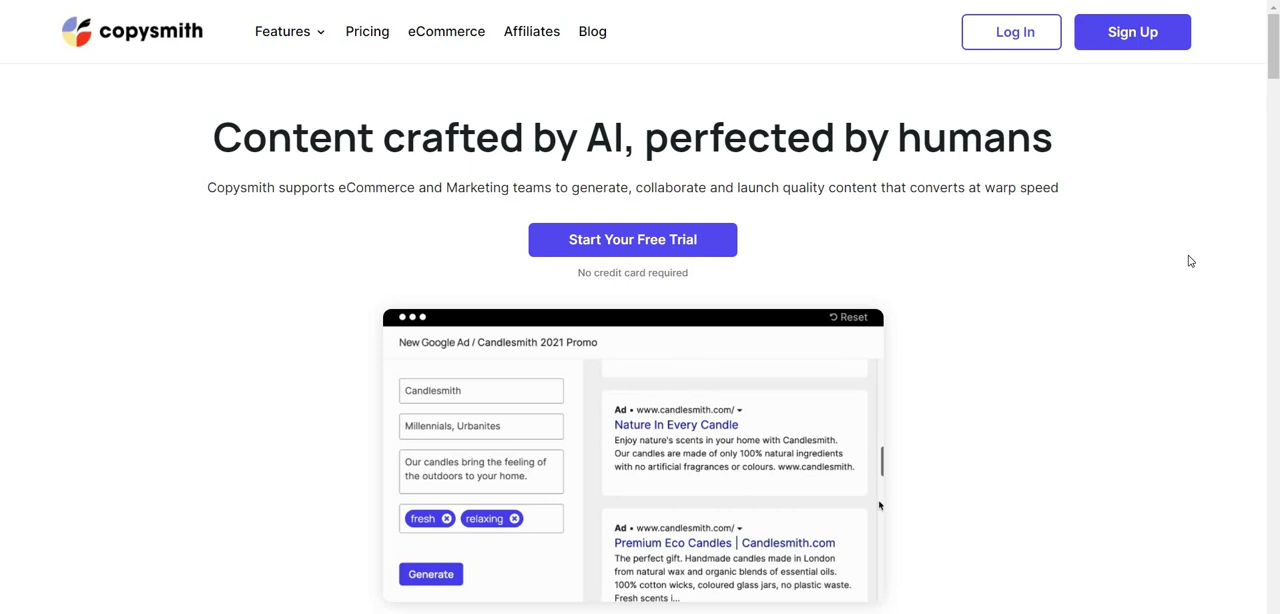 copysmith
Features
Pricing
eCommerce
Affiliates
Blog
Log In
Sign Up
Content crafted by AI, perfected by humans
Copysmith supports eCommerce and Marketing teams to generate, collaborate and launch quality content that converts at warp speed
Start Your Free Trial
No credit card required
Reset
New Google Ad / Candlesmith 2021 Promo
Candlesmith
Millennials, Urbanites
Our candles bring the feeling of
the outdoors to your home.
fresh
relaxing
Generate
Ad • www.candlesmith.com/
Nature In Every Candle
Enjoy nature's scents in your home with Candlesmith.
Our candles are made of only 100% natural ingredients
with no artificial fragrances or colours. www.candlesmith.
Ad • www.candlesmith.com/
Premium Eco Candles | Candlesmith.com
The perfect gift. Handmade candles made in London
from natural wax and organic blends of essential oils.
100% cotton wicks, coloured glass jars, no plastic waste.
Fresh scents i...